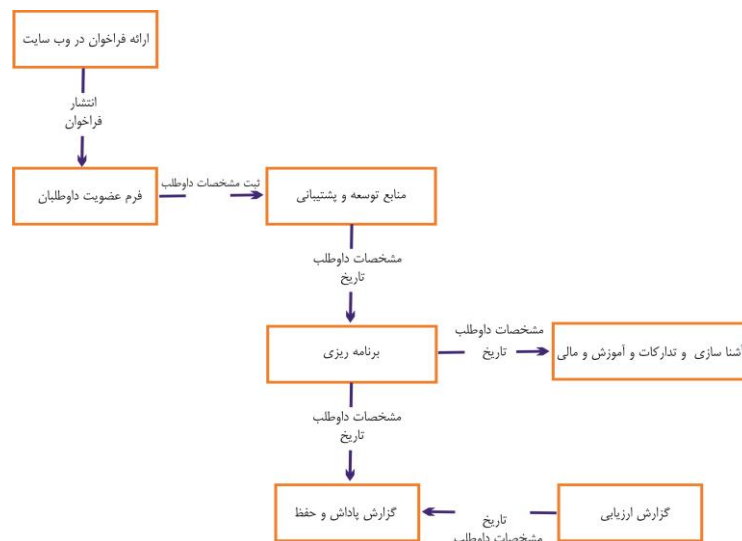 ارائه فراخوان در وب سایت
انتشار
فراخوان
فرم عضویت داوطلبان
ثبت مشخصات داوطلب
منابع توسعه و پشتیبانی
مشخصات داوطلب
تاریخ
برنامه ریزی
مشخصات داوطلب
تاریخ
آشنا سازی و تدارکات و آموزش و مالی
مشخصات داوطلب
تاریخ
گزارش پاداش و حفظ
تاریخ
مشخصات داوطلب
گزارش ارزیابی